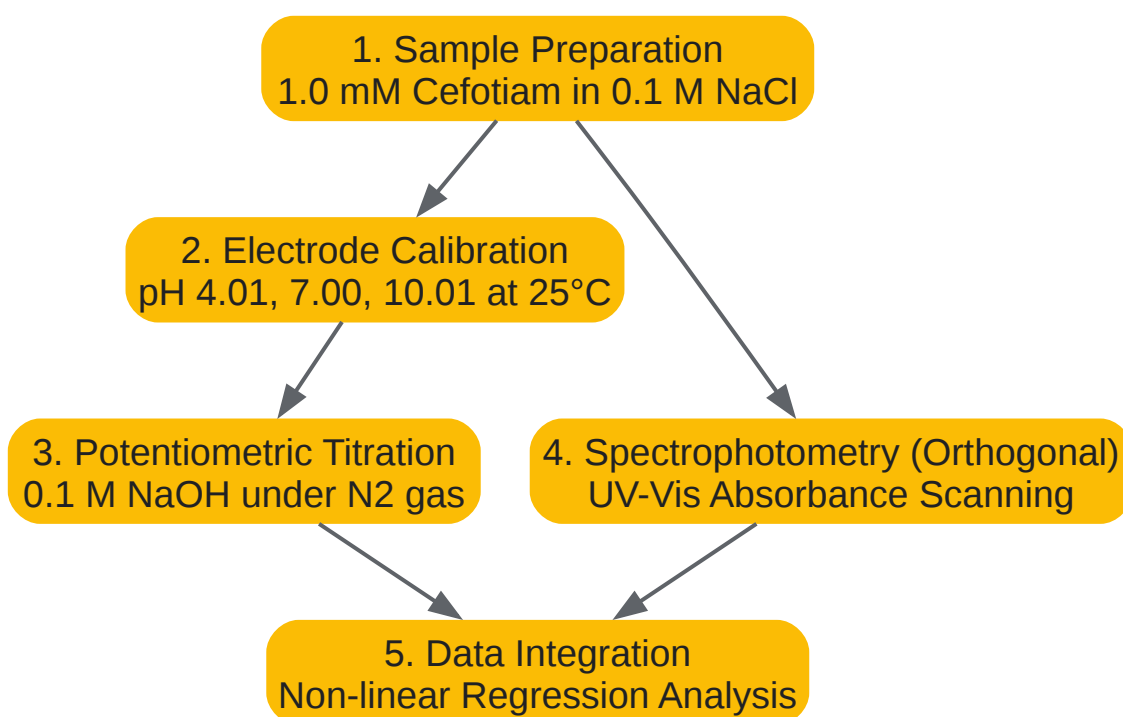 1. Sample Preparation
1.0 mM Cefotiam in 0.1 M NaCl
2. Electrode Calibration
pH 4.01, 7.00, 10.01 at 25°C
3. Potentiometric Titration
0.1 M NaOH under N2 gas
4. Spectrophotometry (Orthogonal)
UV-Vis Absorbance Scanning
5. Data Integration
Non-linear Regression Analysis